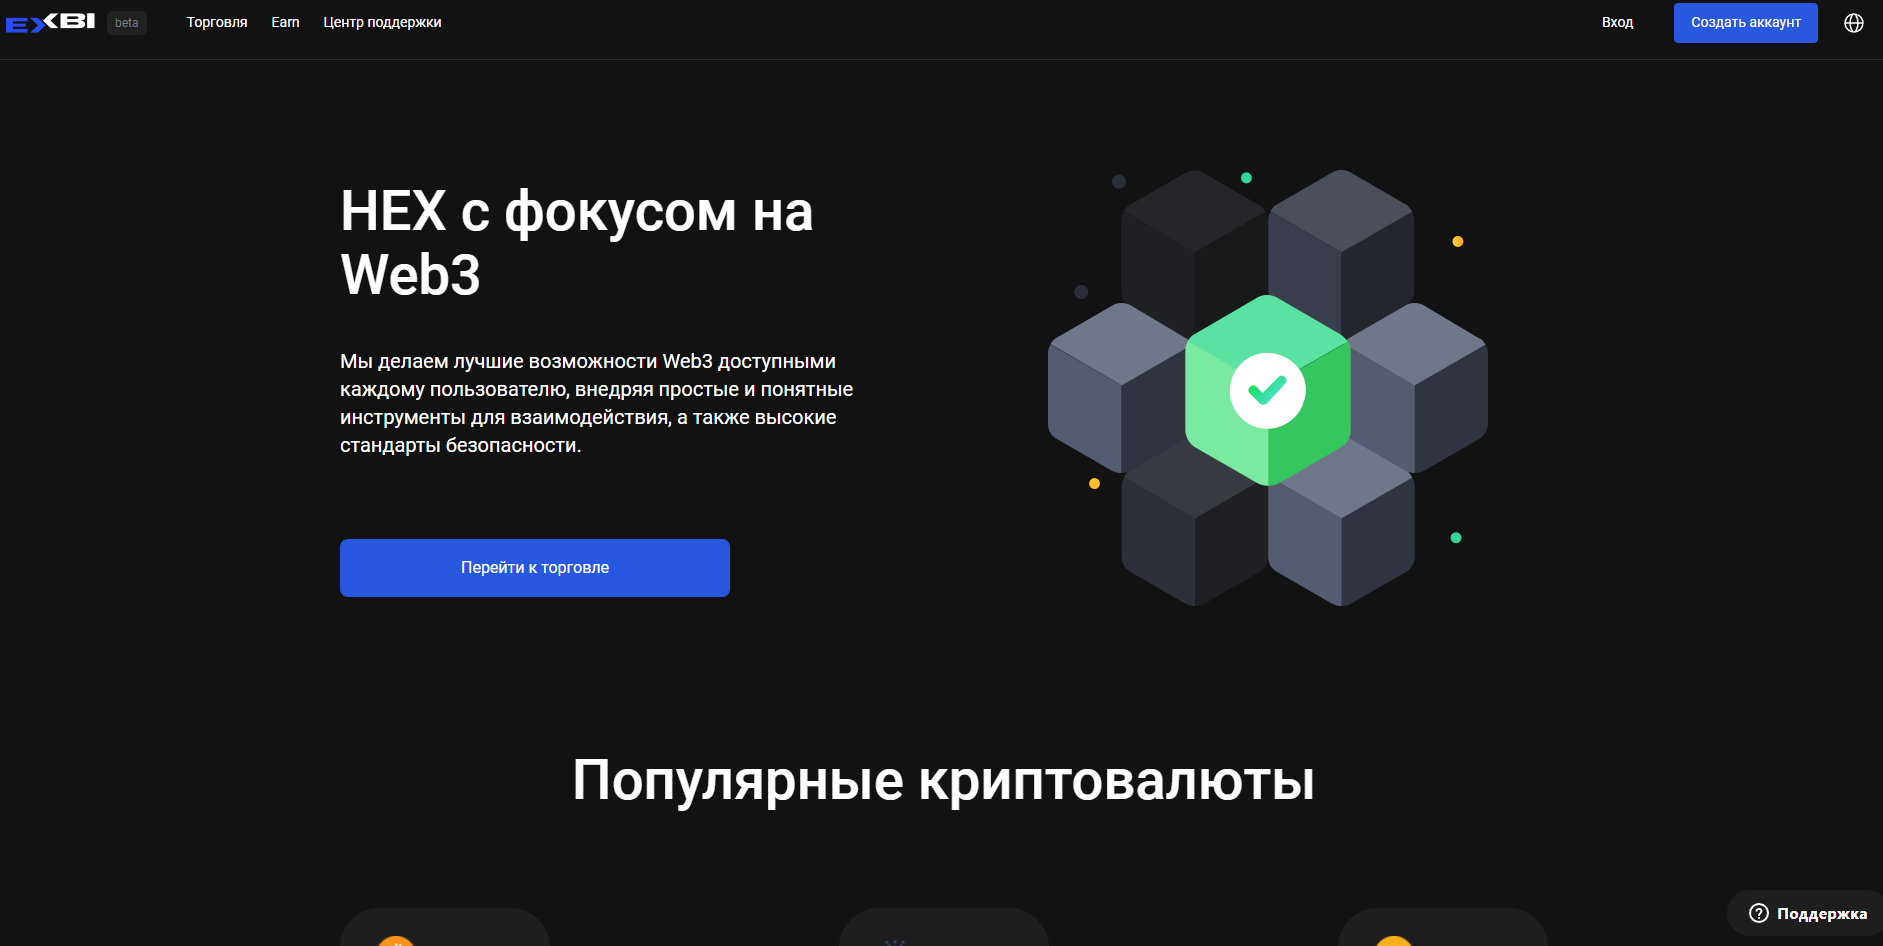 EXBI beta Торговля Earn Центр поддержки Вход Создать аккаунт
HEX с фокусом на
Web3
Мы делаем лучшие возможности Web3 доступными
каждому пользователю, внедряя простые и понятные
инструменты для взаимодействия, а также высокие
стандарты безопасности.
Перейти к торговле
Популярные криптовалюты
Поддержка